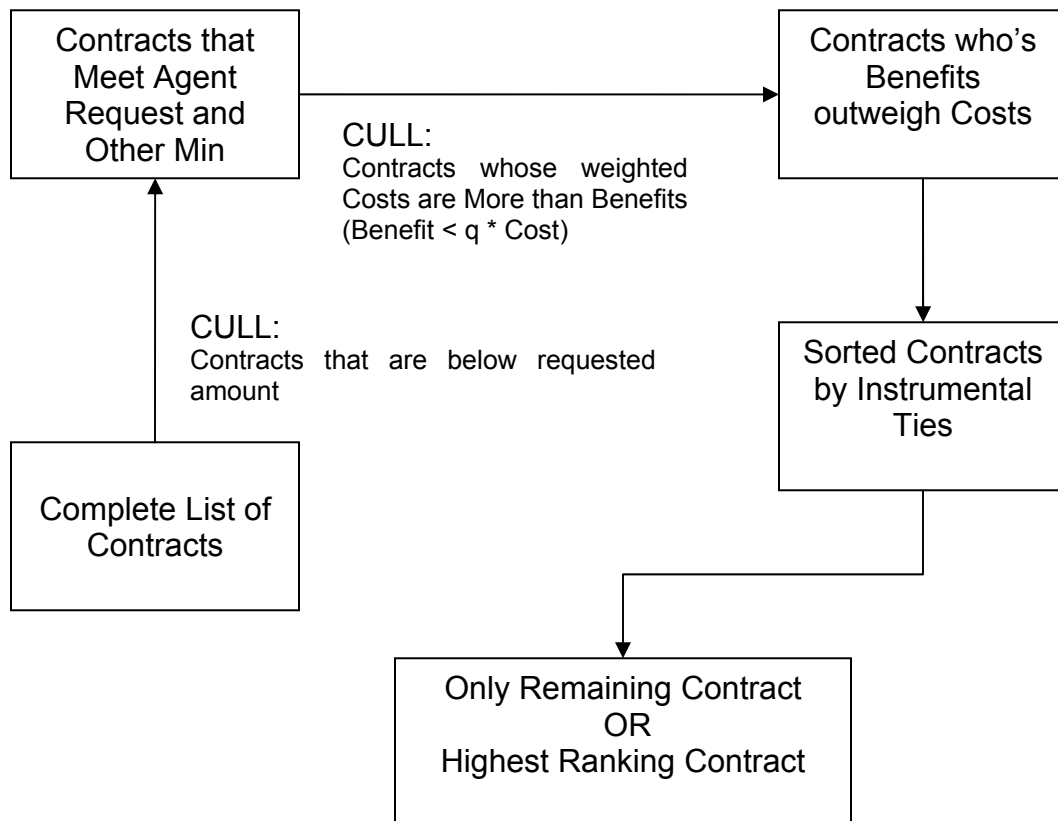 Contracts that
Meet Agent
Request and
Other Min
Contracts who's
Benefits
outweigh Costs
CULL:
Contracts whose weighted
Costs are More than Benefits
(Benefit < q * Cost)
CULL:
Contracts that are below requested
amount
Sorted Contracts
by Instrumental
Ties
Complete List of
Contracts
Only Remaining Contract
OR
Highest Ranking Contract